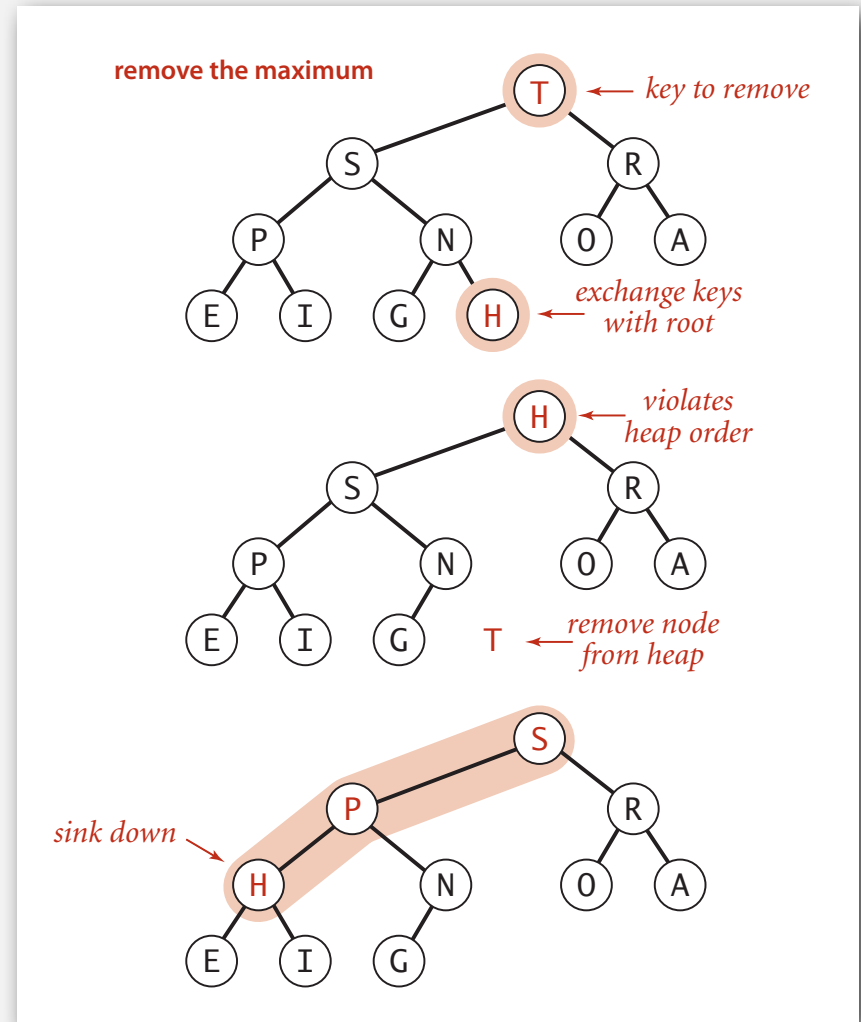 remove the maximum
T
key to remove
S
R
P
N
O
A
E
I
G
H
exchange keys
with root
H
violates
heap order
S
R
P
N
O
A
E
I
G
T
remove node
from heap
S
P
R
sink down
H
N
O
A
E
I
G